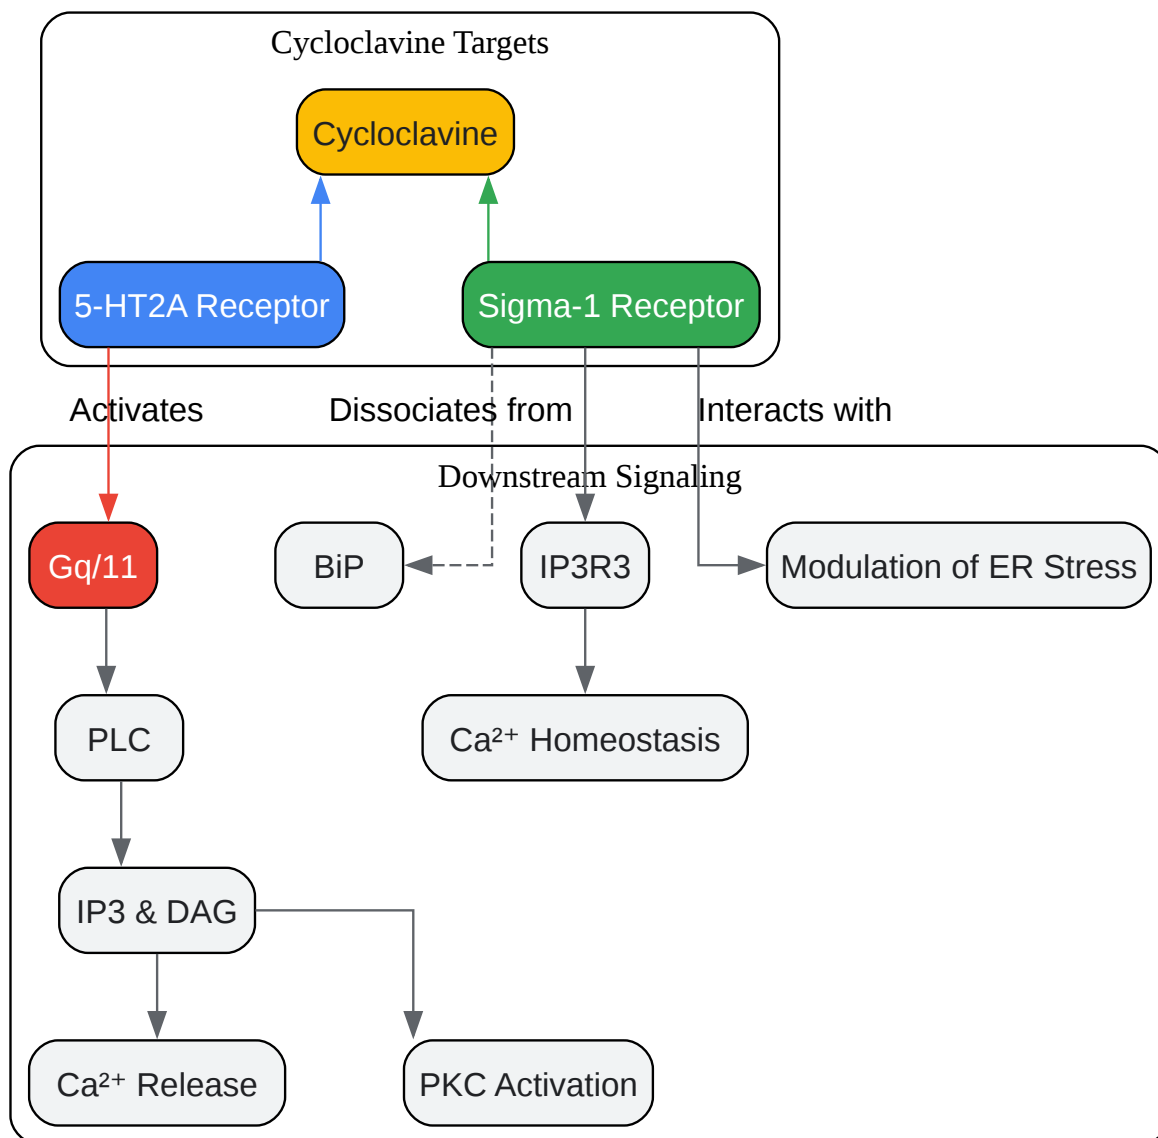 Cycloclavine Targets
Cycloclavine
5-HT2A Receptor
Sigma-1 Receptor
Activates
Dissociates from
Interacts with
Downstream Signaling
Gq/11
BiP
IP3R3
Modulation of ER Stress
PLC
Ca²⁺ Homeostasis
IP3 & DAG
Ca²⁺ Release
PKC Activation